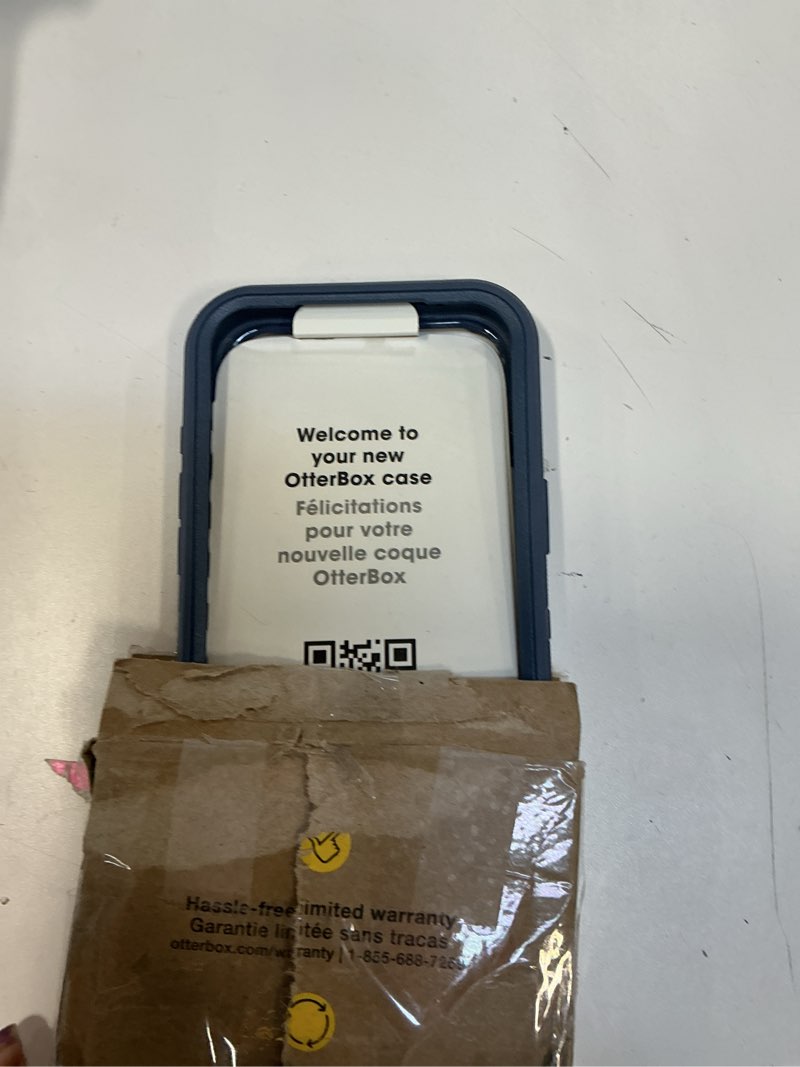 Welcome to
your new
OtterBox case
Félicitations
pour votre
nouvelle coque
OtterBox
Hassle-free limited warranty
Garantie limitée sans tracas
otterbox.com/warranty | 1-855-688-7269